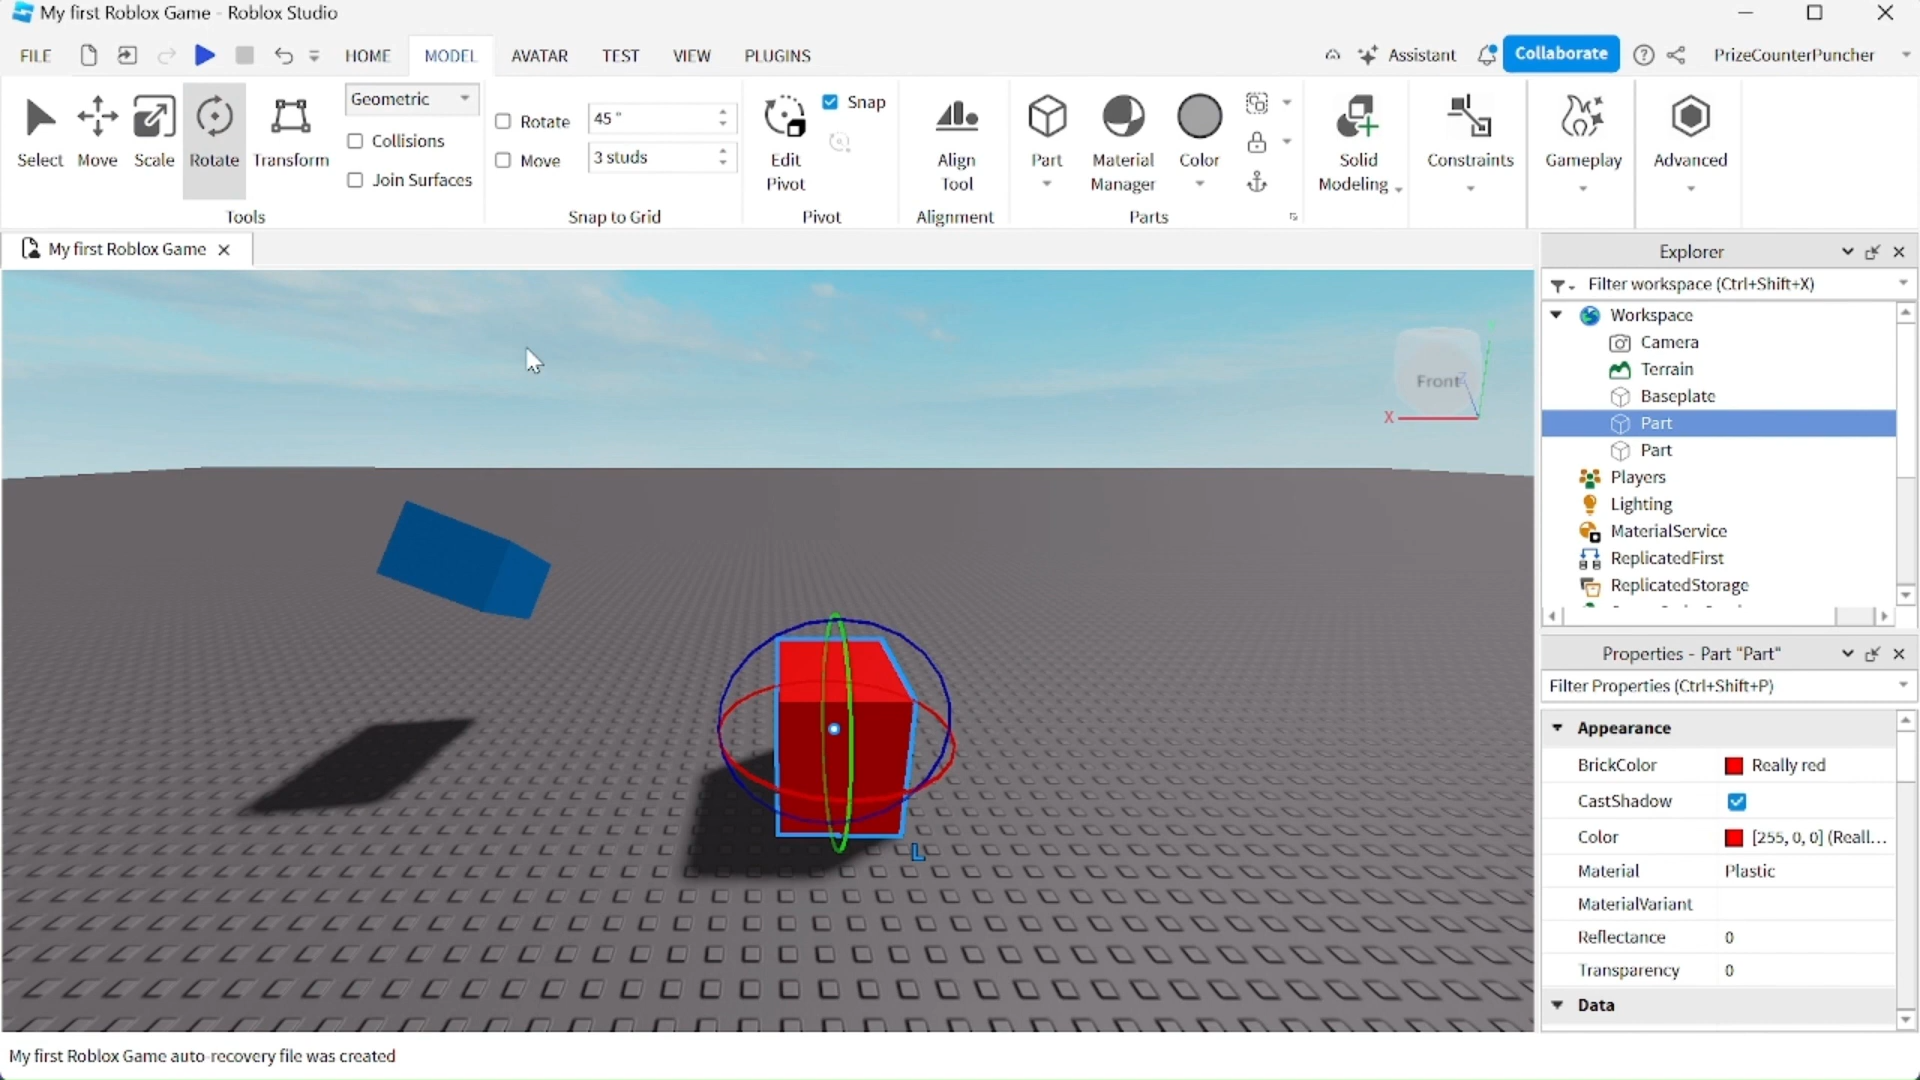 My first Roblox Game - Roblox Studio
FILE
HOME
MODEL
AVATAR
TEST
VIEW
PLUGINS
Assistant
Collaborate
PrizeCounterPuncher
Select
Move
Scale
Rotate
Transform
Geometric
Collisions
Join Surfaces
Tools
Rotate
45 °
Move
3 studs
Snap to Grid
Edit
Pivot
Snap
Pivot
Align
Tool
Alignment
Part
Material
Manager
Color
Parts
Solid
Modeling
Constraints
Gameplay
Advanced
My first Roblox Game
Front
X
Z
L
Explorer
Filter workspace (Ctrl+Shift+X)
Workspace
Camera
Terrain
Baseplate
Part
Part
Players
Lighting
MaterialService
ReplicatedFirst
ReplicatedStorage
Properties - Part "Part"
Filter Properties (Ctrl+Shift+P)
Appearance
BrickColor
Really red
CastShadow
Color
[255, 0, 0] (Reall...
Material
Plastic
MaterialVariant
Reflectance
0
Transparency
0
Data
My first Roblox Game auto-recovery file was created